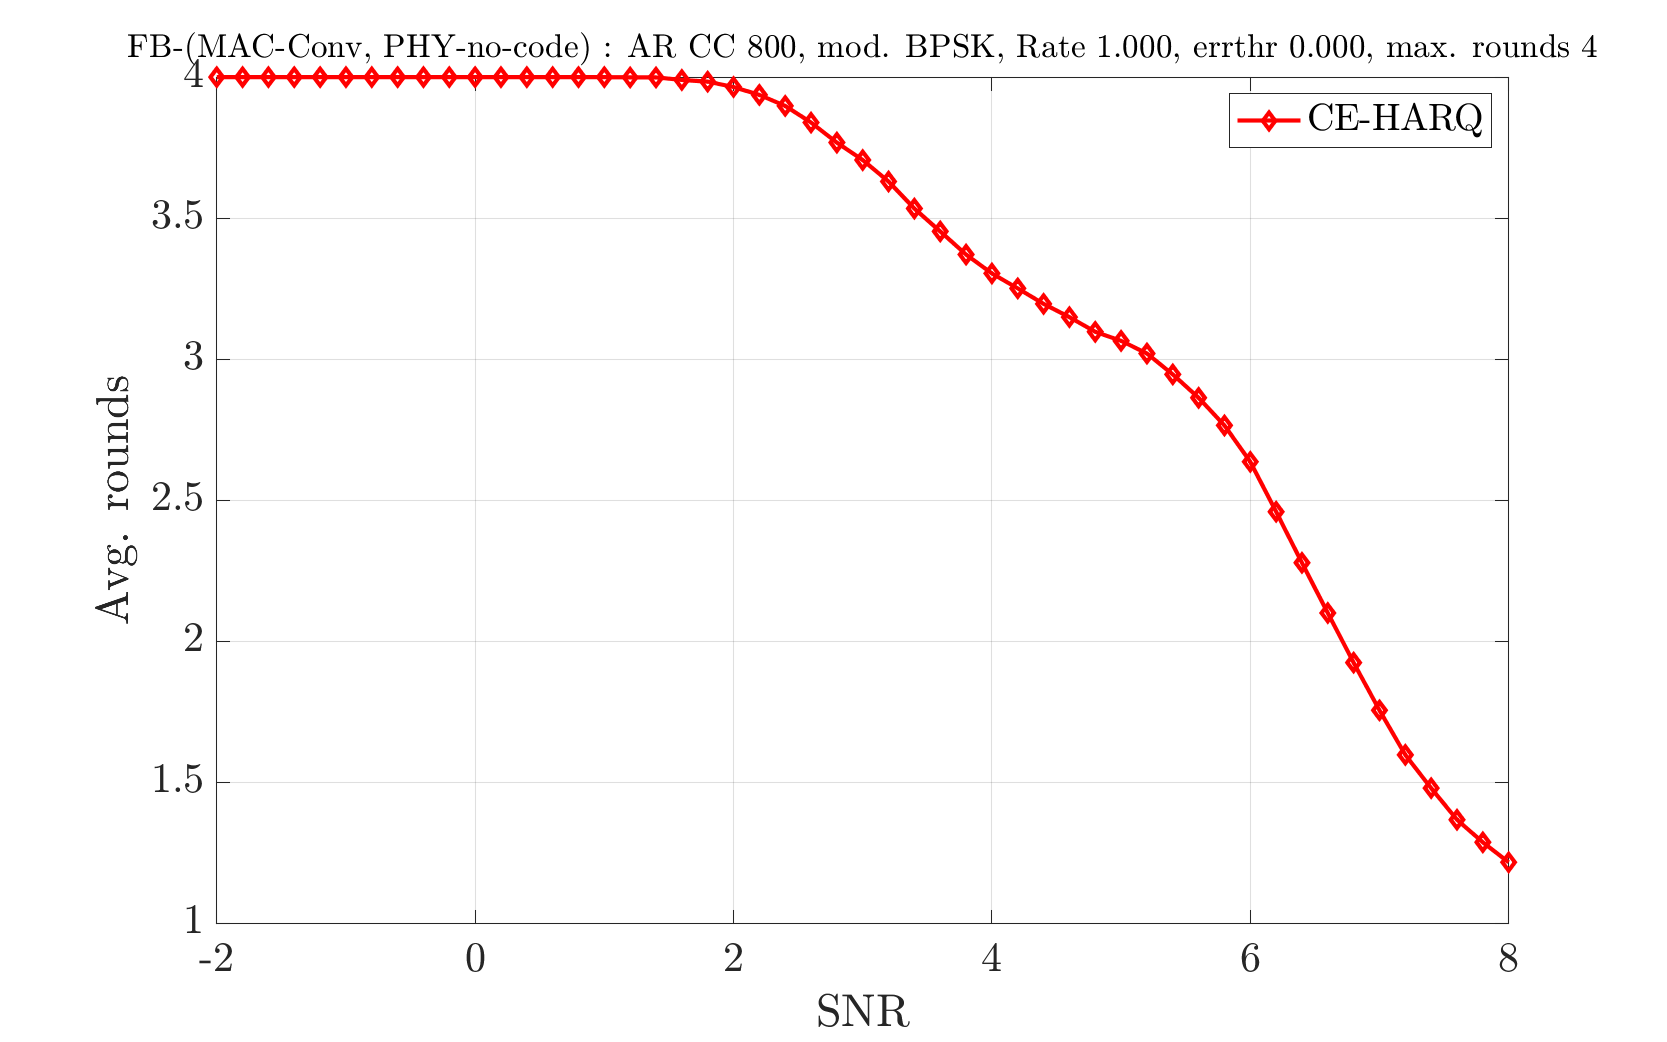 FB-(MAC-Conv, PHY-no-code) : AR CC 800, mod. BPSK, Rate 1.000, errthr 0.000, max. rounds 4
CE-HARQ
Avg. rounds
4
3.5
3
2.5
2
1.5
1
-2 0 2 4 6 8
SNR